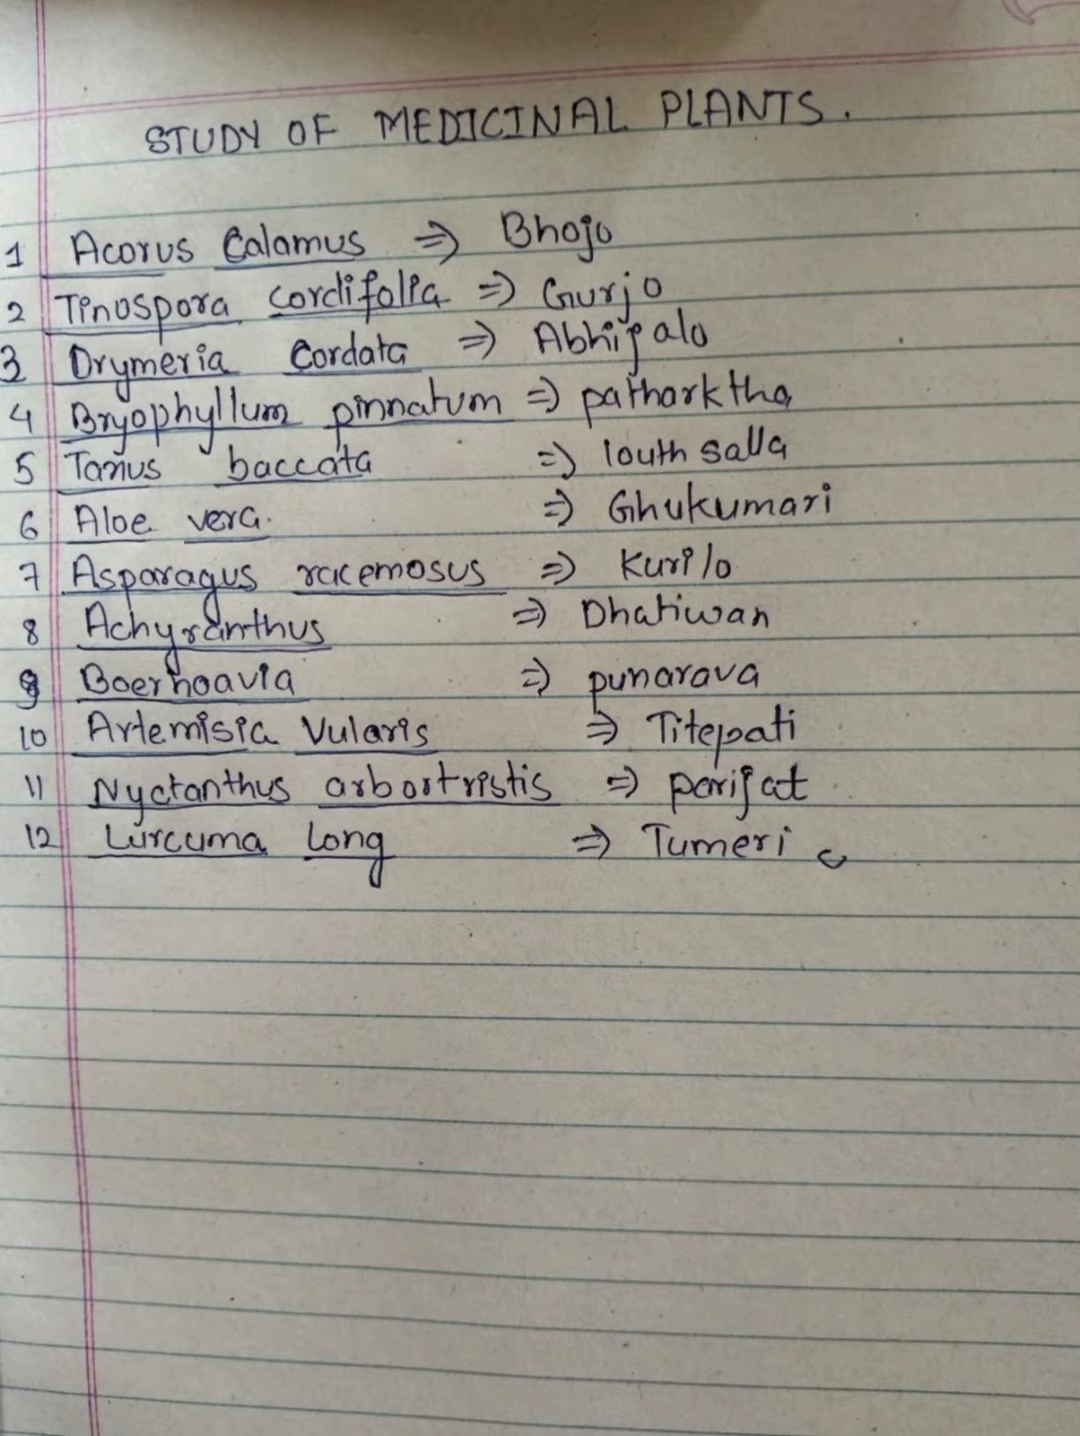 STUDY OF MEDICINAL PLANTS.
1 Acorus Calamus ⇒ Bhojo
2 Tinospora cordifolia ⇒ Gurjo
3 Drymeria Cordata ⇒ Abhijalo
4 Bryophyllum pinnatum ⇒ patharktha
5 Taxus baccata ⇒ louth salla
6 Aloe vera. ⇒ Ghukumari
7 Asparagus racemosus ⇒ Kurilo
8 Achyranthus ⇒ Dhatiwan
9 Boerhoavia ⇒ punarava
10 Artemisia Vularis ⇒ Titepati
11 Nyctanthus arbortristis ⇒ parijat
12 Curcuma Long ⇒ Tumeric